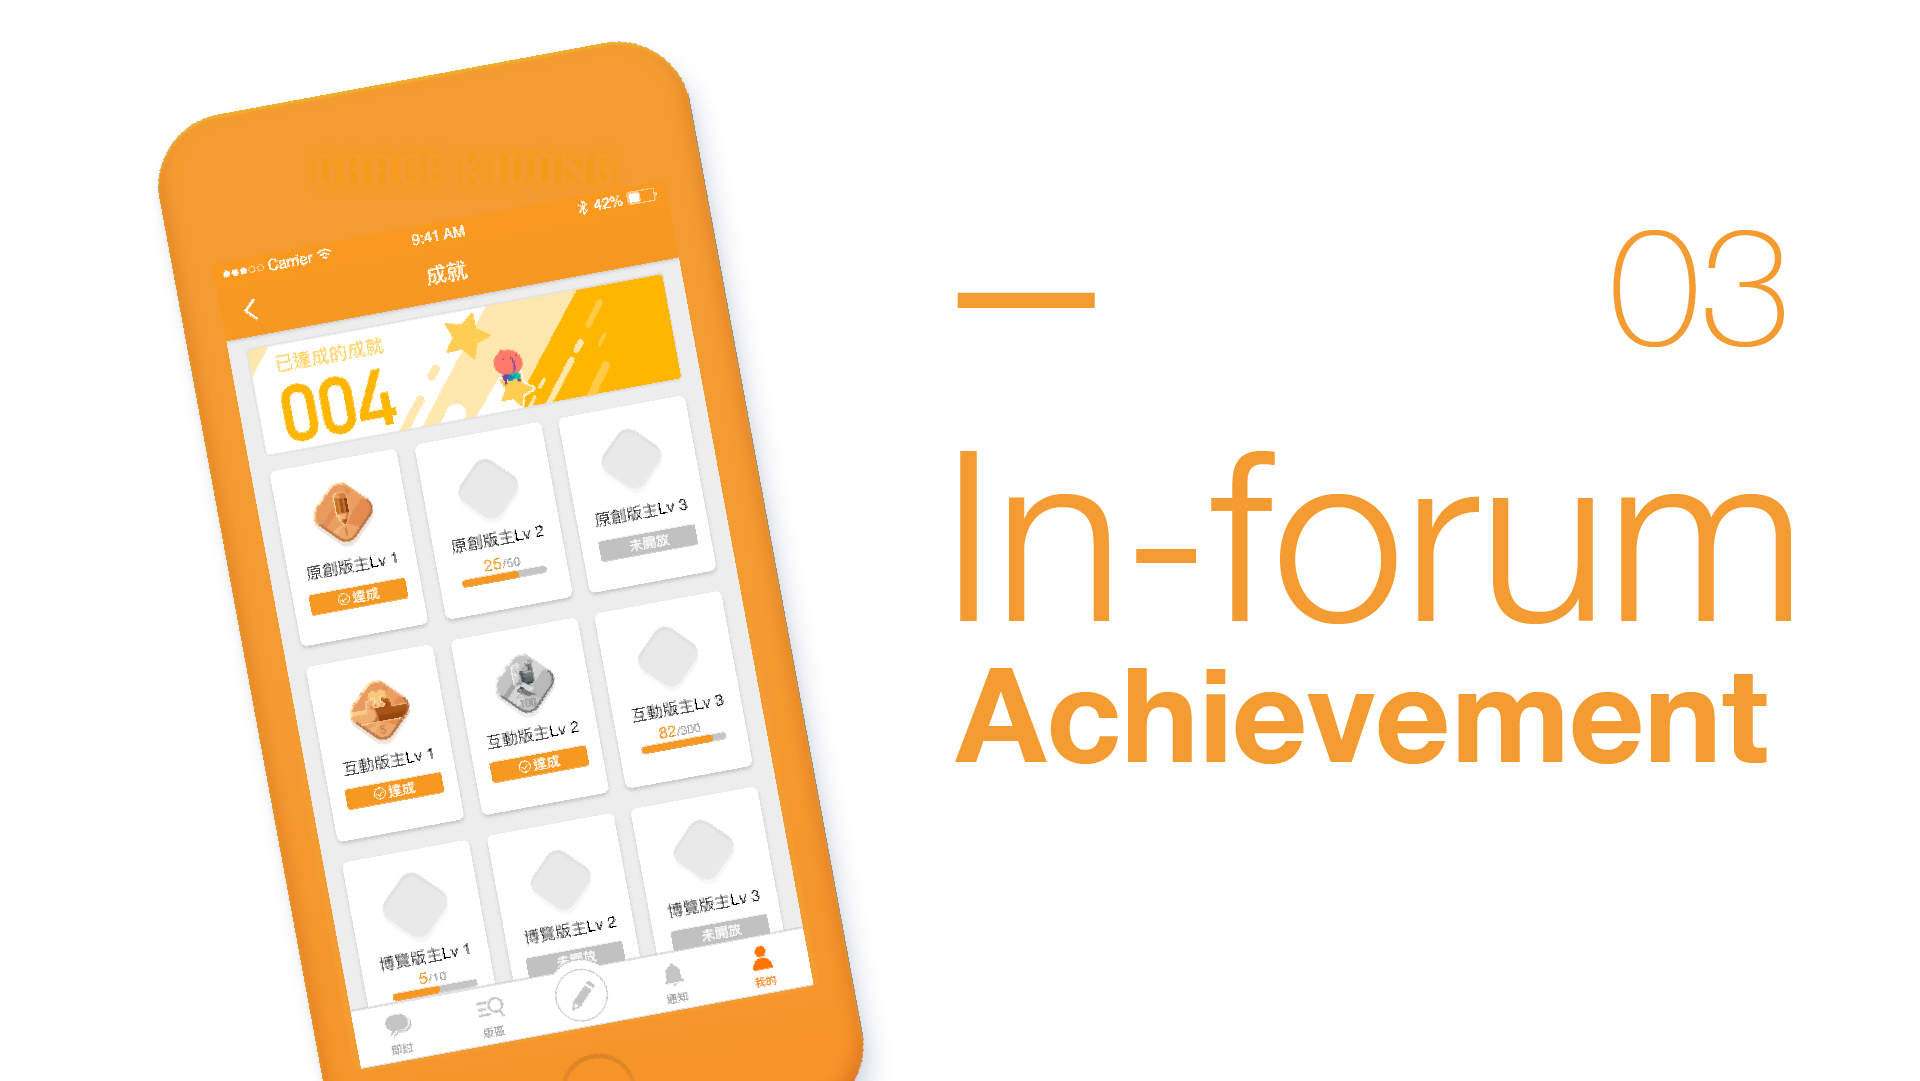 GRACE KWONG
42%
9:41 AM
Carrier
成就
已達成的成就
004
原創版主Lv 1
達成
原創版主Lv 2
25/50
原創版主Lv 3
未開放
互動版主Lv 1
達成
互動版主Lv 2
達成
互動版主Lv 3
82/300
博覽版主Lv 1
5/10
博覽版主Lv 2
未開放
博覽版主Lv 3
未開放
即討
版區
通知
我的
03
In-forum
Achievement